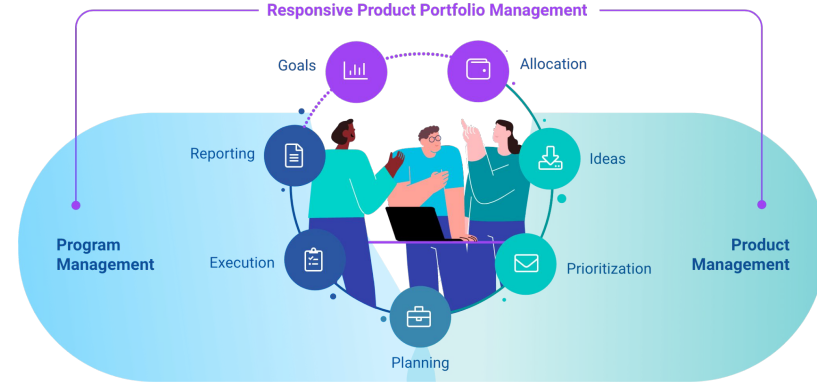 Responsive Product Portfolio Management
Goals
Allocation
Reporting
Ideas
Program
Management
Product
Management
Execution
Prioritization
Planning